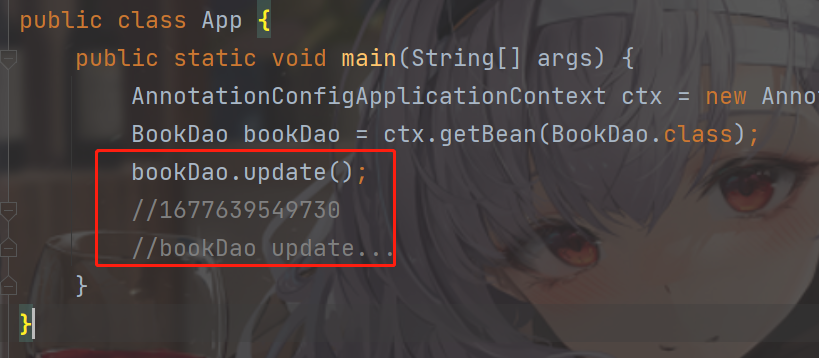 public class App {
public static void main(String[] args) {
AnnotationConfigApplicationContext ctx = new Anno
BookDao bookDao = ctx.getBean(BookDao.class);
bookDao.update();
//1677639549730
//bookDao update...
}
}